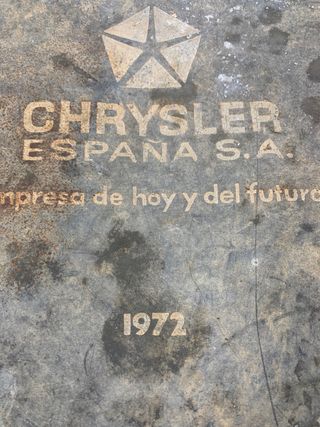 CHRYSLER
ESPAÑA S.A.
mpresa de hoy y del futuro
1972